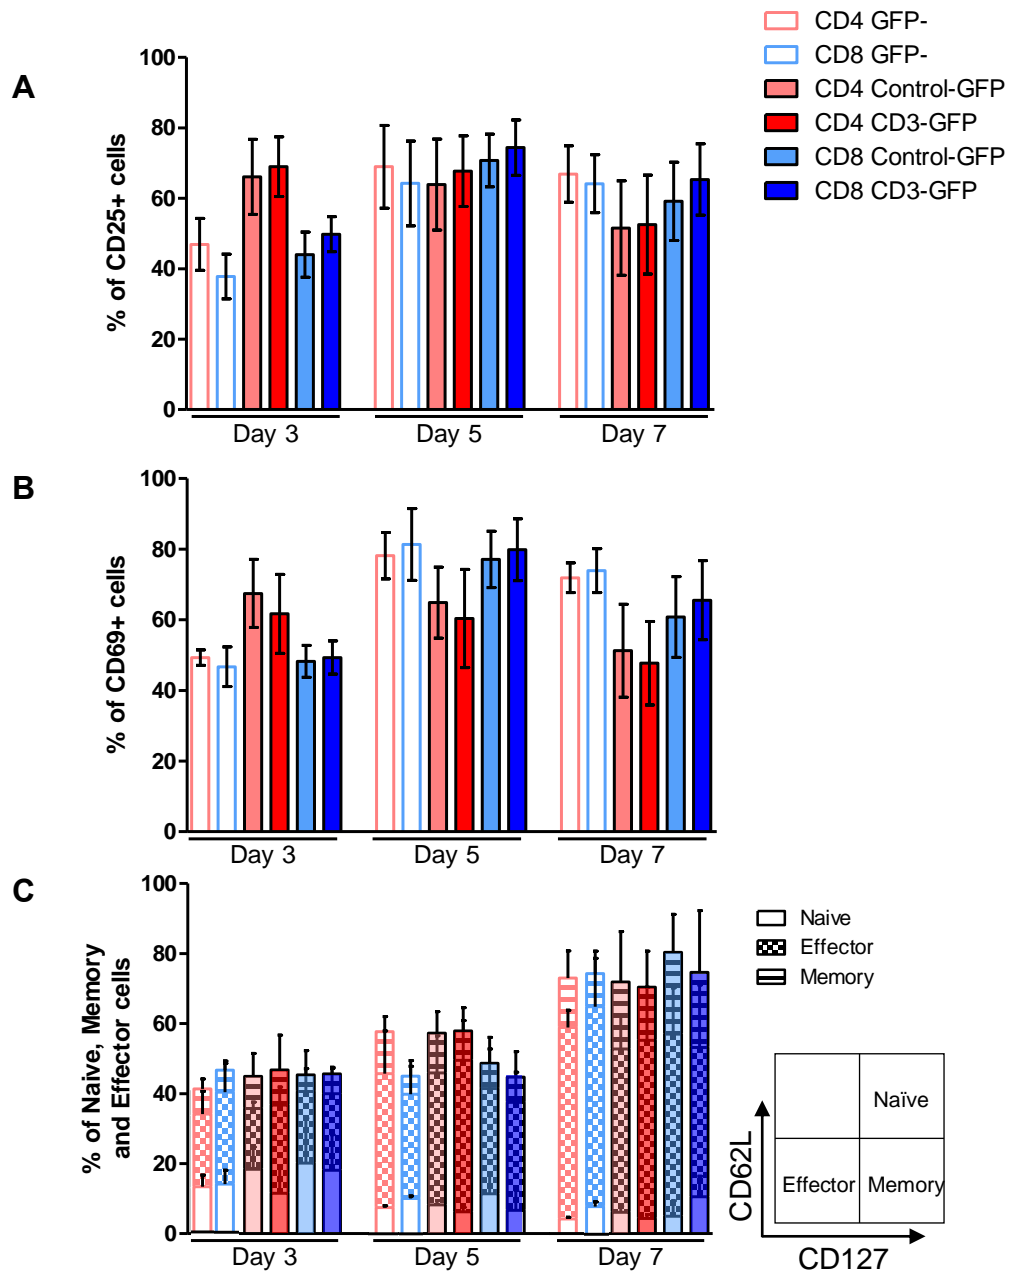 CD4 GFP-
CD8 GFP-
CD4 Control-GFP
CD4 CD3-GFP
CD8 Control-GFP
CD8 CD3-GFP
A
% of CD25+ cells
100
80
60
40
20
0
Day 3 Day 5 Day 7
B
% of CD69+ cells
100
80
60
40
20
0
Day 3 Day 5 Day 7
C
% of Naive, Memory
and Effector cells
100
80
60
40
20
0
Day 3 Day 5 Day 7
Naive
Effector
Memory
CD62L
Naïve
Effector Memory
CD127